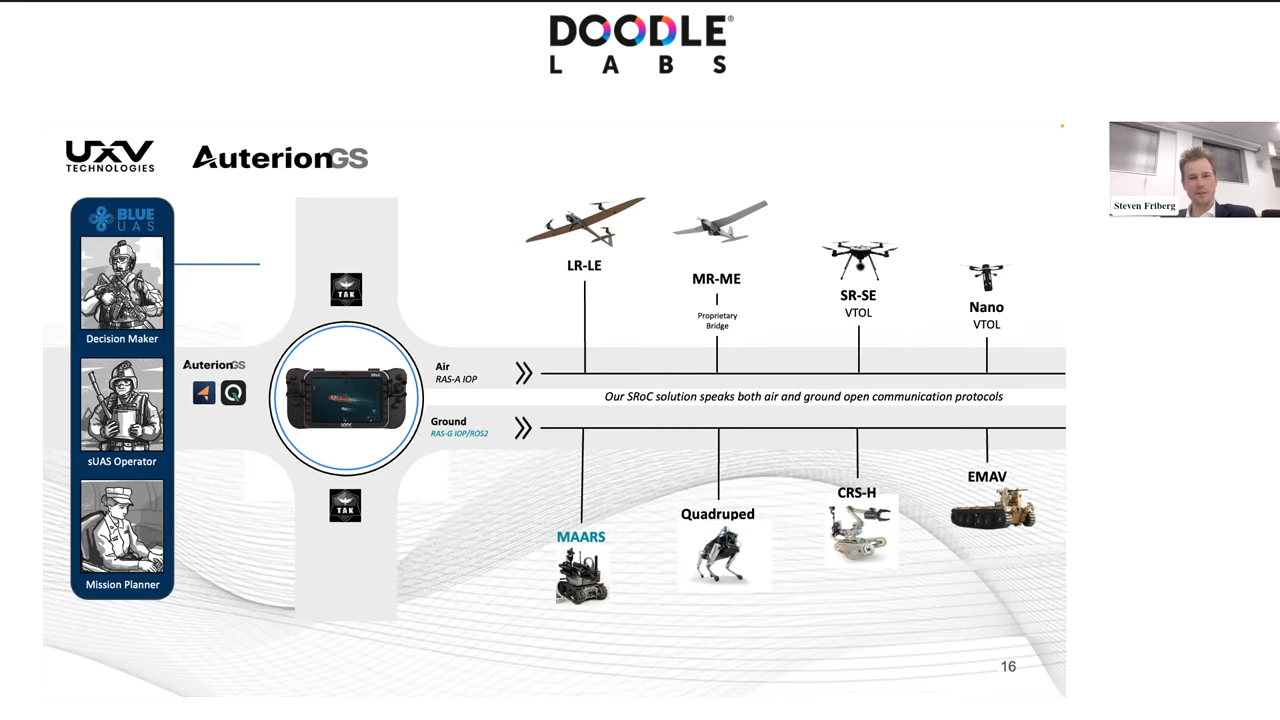 DOODLE®
LABS
UXV
TECHNOLOGIES
AuterionGS
BLUE
UAS
Decision Maker
sUAS Operator
Mission Planner
AuterionGS
TAK
UXV
TAK
Air
RAS-A IOP
Ground
RAS-G IOP/ROS2
LR-LE
MR-ME
Proprietary
Bridge
SR-SE
VTOL
Nano
VTOL
Our SRoC solution speaks both air and ground open communication protocols
MAARS
Quadruped
CRS-H
EMAV
16
Steven Friberg